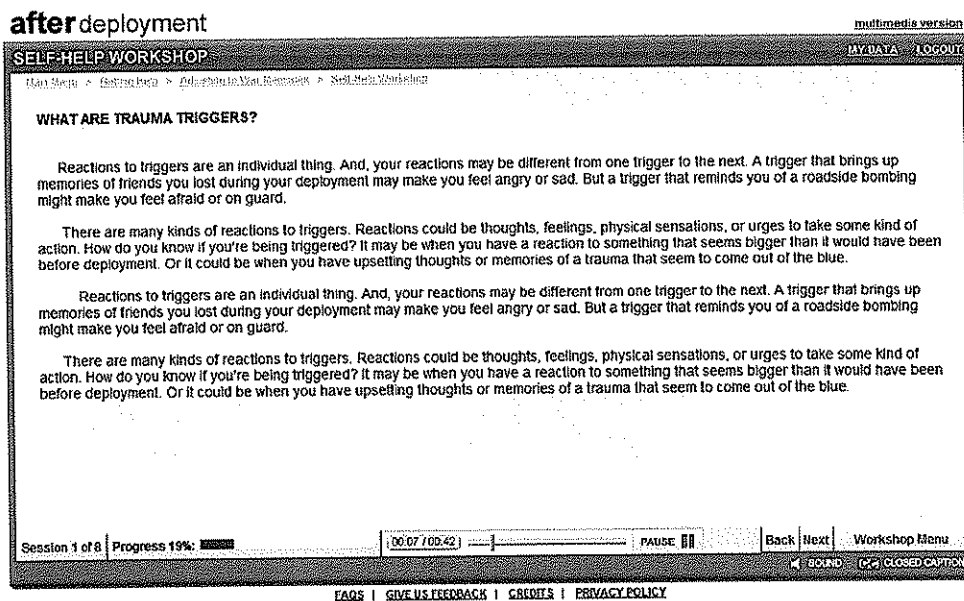 afterdeployment
multimedia version
SELF-HELP WORKSHOP
MY DATA LOGOUT
Main Menu > Getting Help > Adjusting to War Memories > Self-Help Workshop
WHAT ARE TRAUMA TRIGGERS?
Reactions to triggers are an individual thing. And, your reactions may be different from one trigger to the next. A trigger that brings up
memories of friends you lost during your deployment may make you feel angry or sad. But a trigger that reminds you of a roadside bombing
might make you feel afraid or on guard.
There are many kinds of reactions to triggers. Reactions could be thoughts, feelings, physical sensations, or urges to take some kind of
action. How do you know if you're being triggered? It may be when you have a reaction to something that seems bigger than it would have been
before deployment. Or it could be when you have upsetting thoughts or memories of a trauma that seem to come out of the blue.
Reactions to triggers are an individual thing. And, your reactions may be different from one trigger to the next. A trigger that brings up
memories of friends you lost during your deployment may make you feel angry or sad. But a trigger that reminds you of a roadside bombing
might make you feel afraid or on guard.
There are many kinds of reactions to triggers. Reactions could be thoughts, feelings, physical sensations, or urges to take some kind of
action. How do you know if you're being triggered? It may be when you have a reaction to something that seems bigger than it would have been
before deployment. Or it could be when you have upsetting thoughts or memories of a trauma that seem to come out of the blue.
Session 1 of 8 Progress 19%: 00:07 / 00:42 PAUSE Back Next Workshop Menu
SOUND CC CLOSED CAPTION
FAQS | GIVE US FEEDBACK | CREDITS | PRIVACY POLICY